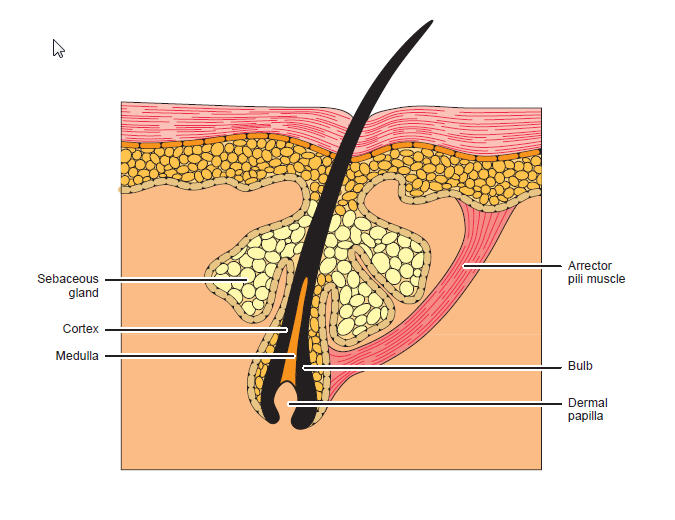 Sebaceous
gland
Cortex
Medulla
Arrector
pili muscle
Bulb
Dermal
papilla